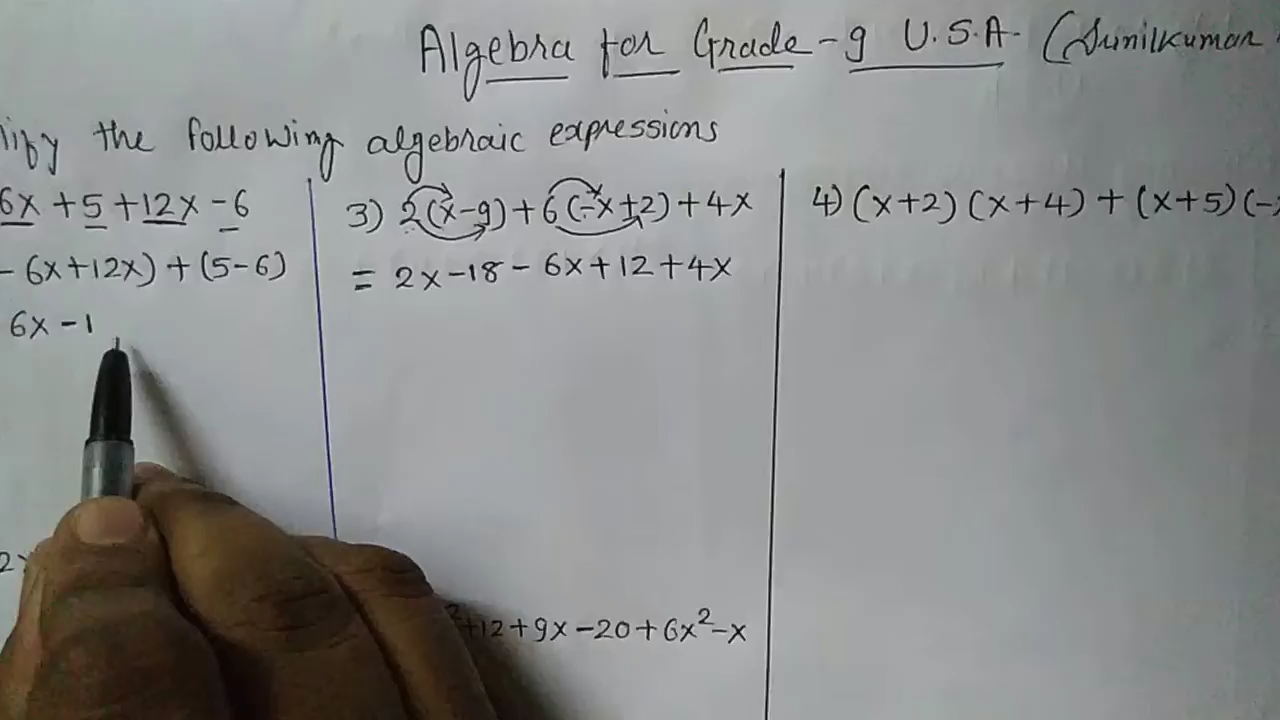 Algebra for Grade-9 U.S.A. (Sunilkumar
the following algebraic expressions
6x + 5 + 12x - 6
- 6x + 12x) + (5 - 6)
6x - 1
3) 2(x - 9) + 6(-x + 2) + 4x
= 2x - 18 - 6x + 12 + 4x
4) (x + 2) (x + 4) + (x + 5) (-
+ 12 + 9x - 20 + 6x² - x